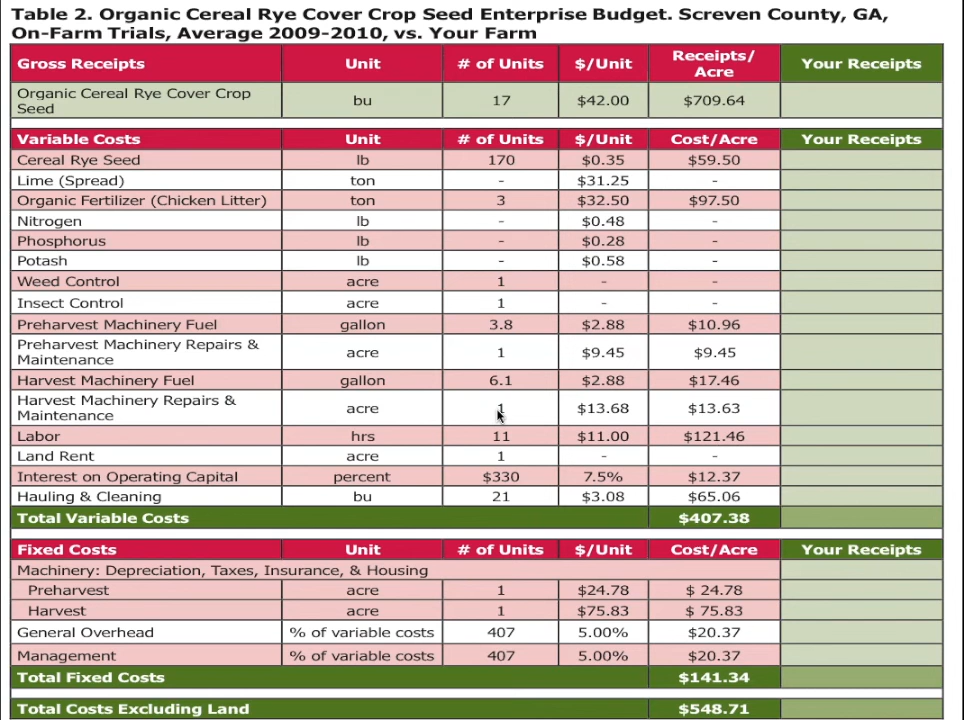 Table 2. Organic Cereal Rye Cover Crop Seed Enterprise Budget. Screven County, GA,
On-Farm Trials, Average 2009-2010, vs. Your Farm
Gross Receipts Unit # of Units $/Unit Receipts/ Acre Your Receipts
Organic Cereal Rye Cover Crop Seed bu 17 $42.00 $709.64
Variable Costs Unit # of Units $/Unit Cost/Acre Your Receipts
Cereal Rye Seed lb 170 $0.35 $59.50
Lime (Spread) ton - $31.25 -
Organic Fertilizer (Chicken Litter) ton 3 $32.50 $97.50
Nitrogen lb - $0.48 -
Phosphorus lb - $0.28 -
Potash lb - $0.58 -
Weed Control acre 1 - -
Insect Control acre 1 - -
Preharvest Machinery Fuel gallon 3.8 $2.88 $10.96
Preharvest Machinery Repairs & Maintenance acre 1 $9.45 $9.45
Harvest Machinery Fuel gallon 6.1 $2.88 $17.46
Harvest Machinery Repairs & Maintenance acre 1 $13.68 $13.63
Labor hrs 11 $11.00 $121.46
Land Rent acre 1 - -
Interest on Operating Capital percent $330 7.5% $12.37
Hauling & Cleaning bu 21 $3.08 $65.06
Total Variable Costs $407.38
Fixed Costs Unit # of Units $/Unit Cost/Acre Your Receipts
Machinery: Depreciation, Taxes, Insurance, & Housing
Preharvest acre 1 $24.78 $ 24.78
Harvest acre 1 $75.83 $ 75.83
General Overhead % of variable costs 407 5.00% $20.37
Management % of variable costs 407 5.00% $20.37
Total Fixed Costs $141.34
Total Costs Excluding Land $548.71